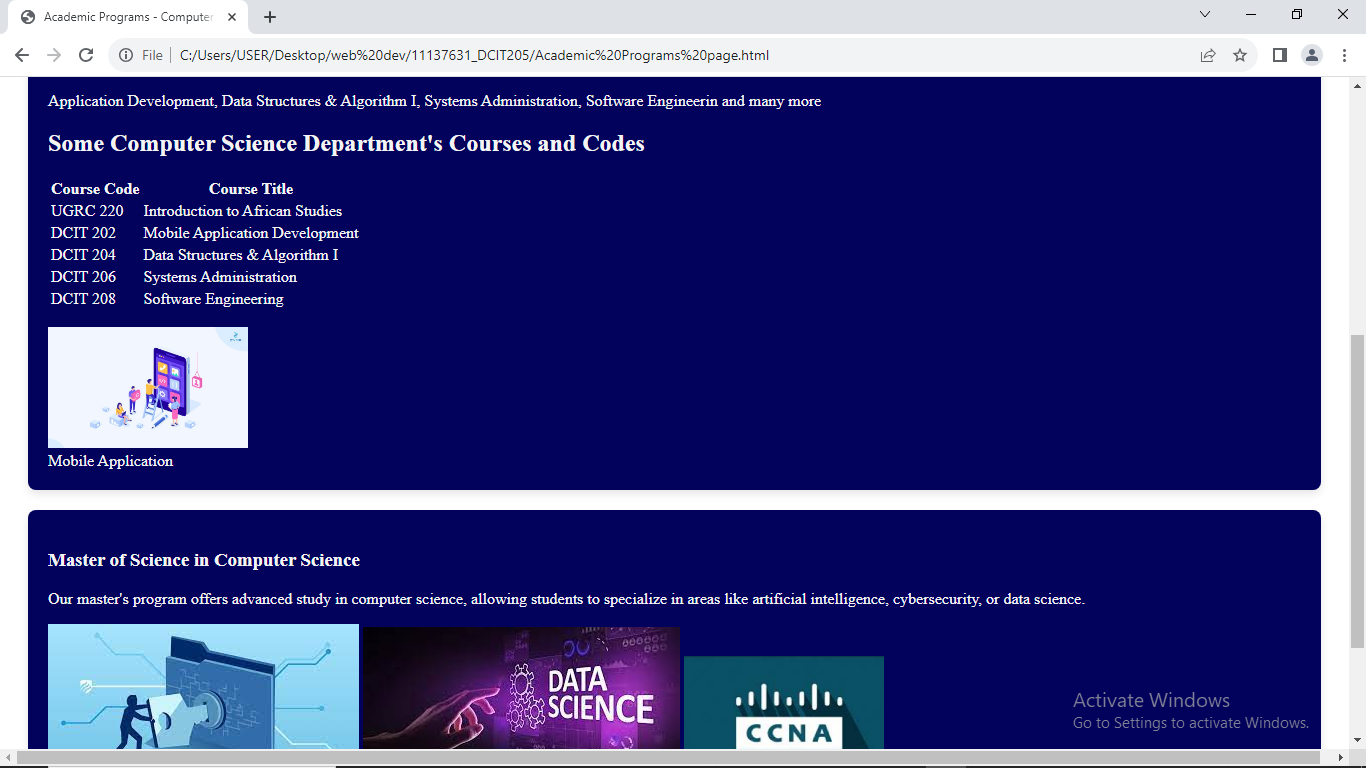 Academic Programs - Computer
File
C:/Users/USER/Desktop/web%20dev/11137631_DCIT205/Academic%20Programs%20page.html
Application Development, Data Structures & Algorithm I, Systems Administration, Software Engineerin and many more
Some Computer Science Department's Courses and Codes
Course Code Course Title
UGRC 220 Introduction to African Studies
DCIT 202 Mobile Application Development
DCIT 204 Data Structures & Algorithm I
DCIT 206 Systems Administration
DCIT 208 Software Engineering
Mobile Application
Master of Science in Computer Science
Our master's program offers advanced study in computer science, allowing students to specialize in areas like artificial intelligence, cybersecurity, or data science.
DATA
SCIENCE
CCNA
Activate Windows
Go to Settings to activate Windows.